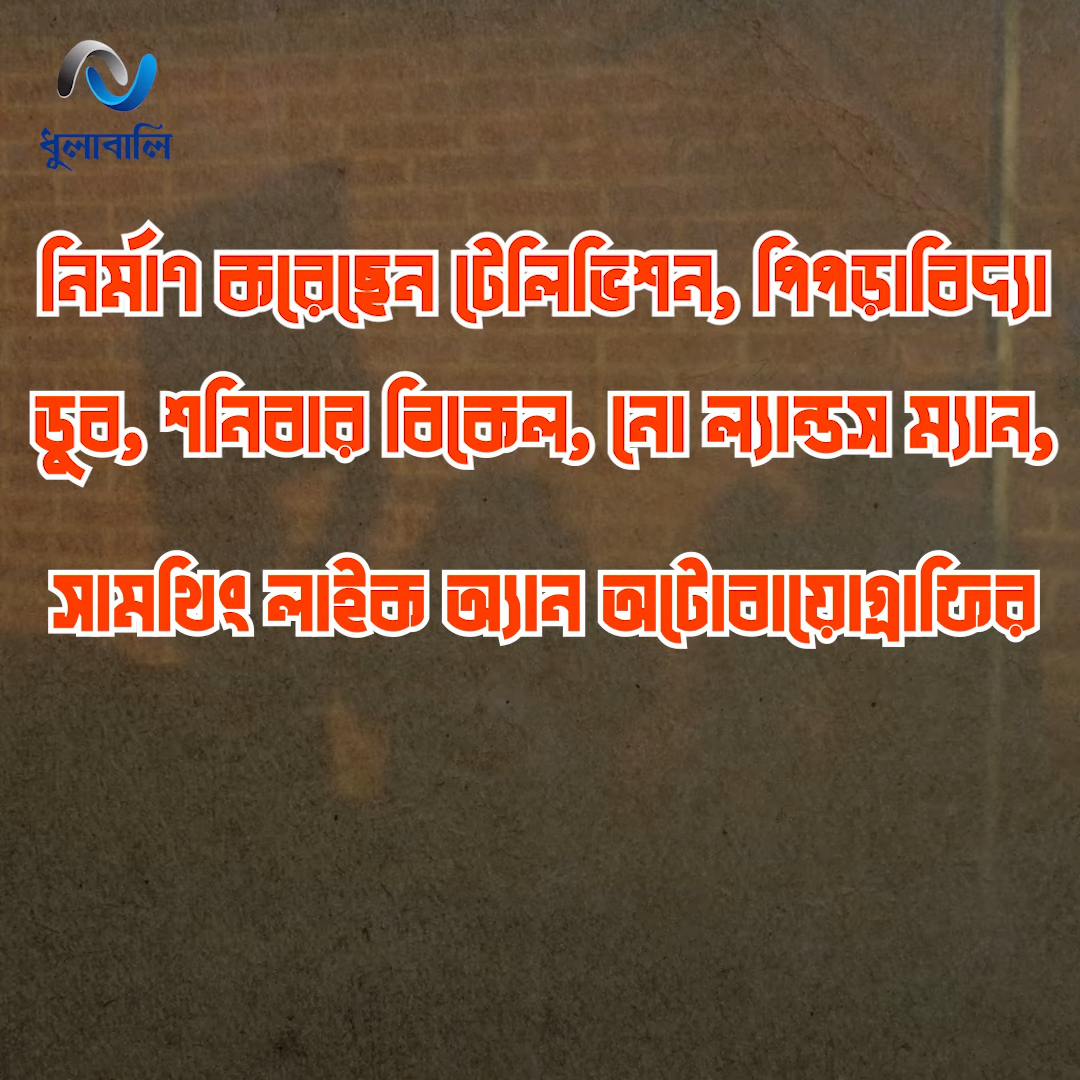 ধুলাবালি
নির্মাণ করেছেন টেলিভিশন, পিপড়াবিদ্যা
ডুব, শনিবার বিকেল, নো ল্যান্ডস ম্যান,
সামথিং লাইক অ্যান অটোবায়োগ্রাফির